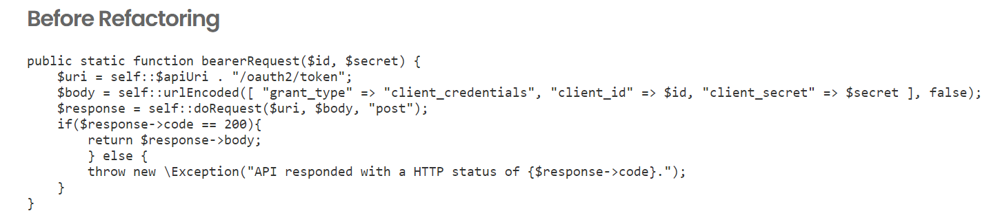 Before Refactoring
public static function bearerRequest($id, $secret) {
    $uri = self::$apiUri . "/oauth2/token";
    $body = self::urlEncoded([ "grant_type" => "client_credentials", "client_id" => $id, "client_secret" => $secret ], false);
    $response = self::doRequest($uri, $body, "post");
    if($response->code == 200){
        return $response->body;
        } else {
        throw new \Exception("API responded with a HTTP status of {$response->code}.");
    }
}